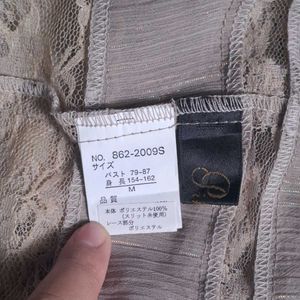 NO. 862-2009S
サイズ
バスト 79-87
身 長 154-162
M
品 質
本体 ポリエステル100%
(スリット糸使用)
レース部分
ポリエステル
S